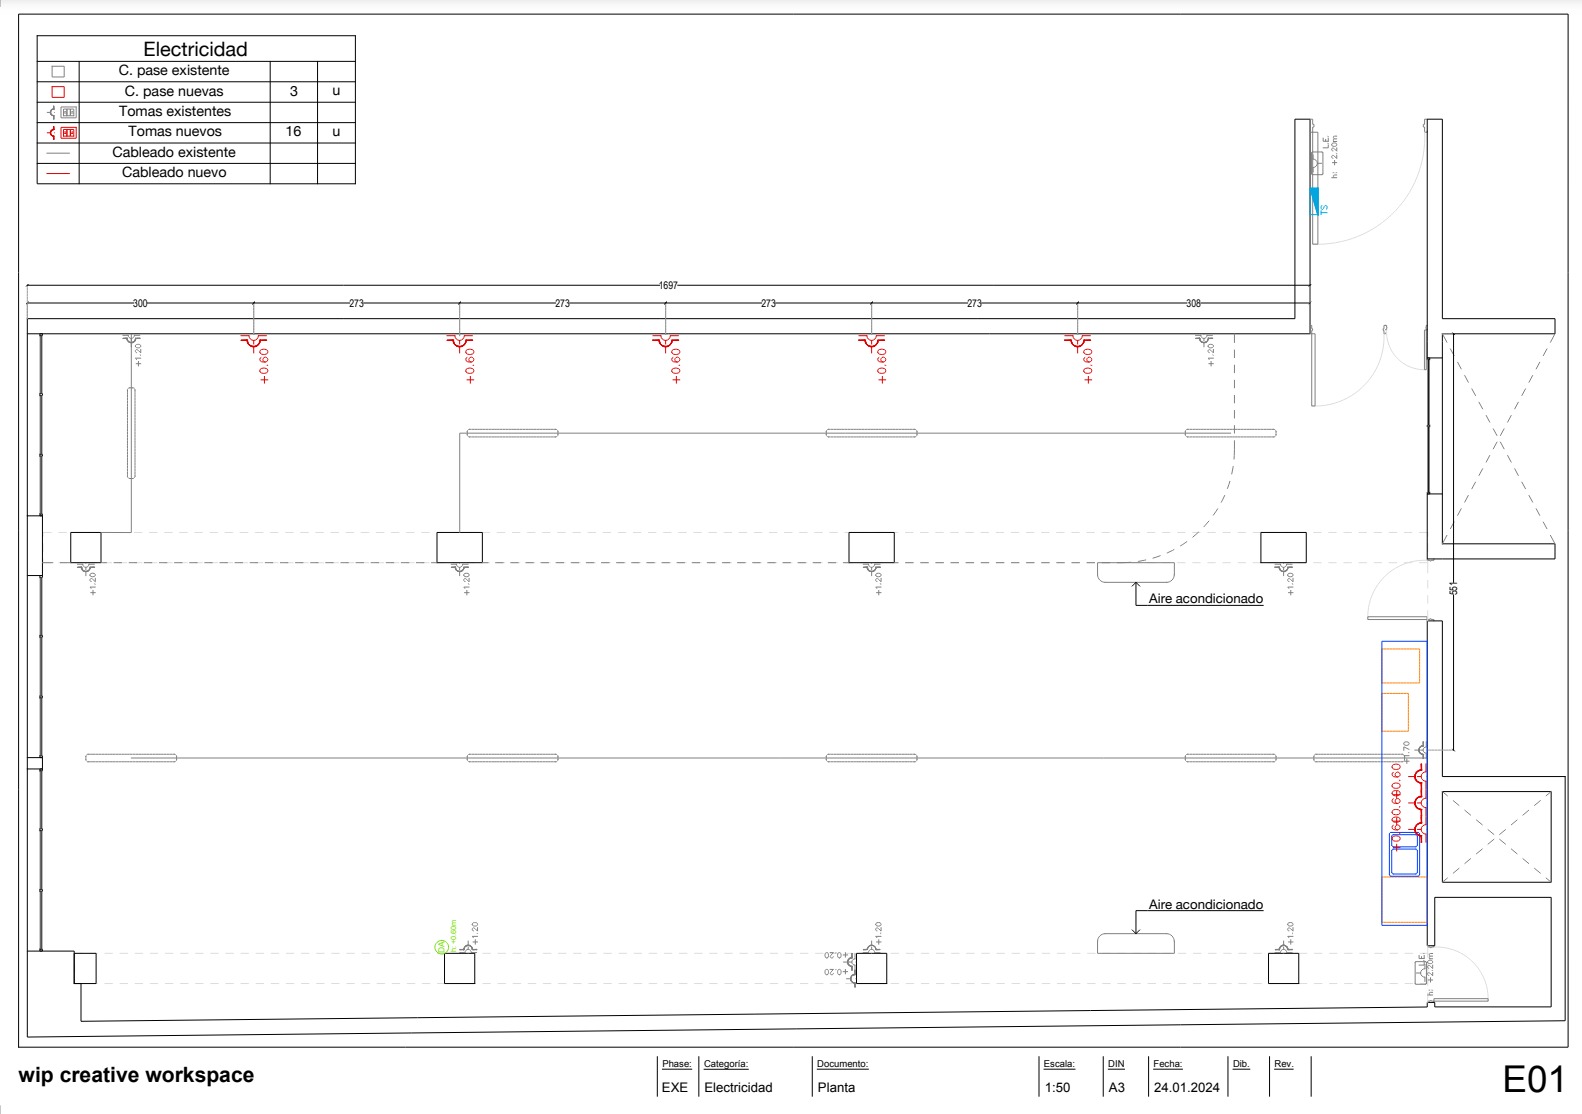 Electricidad
C. pase existente
C. pase nuevas 3 u
Tomas existentes
Tomas nuevos 16 u
Cableado existente
Cableado nuevo
L.E.
h: +2.20m
TS
1697
300 273 273 273 273 308
+1.20 +0.60 +0.60 +0.60 +0.60 +0.60 +1.20
+1.20 +1.20 +1.20 +1.20
Aire acondicionado
551
+1.70
+0.60
+0.60
+0.60
Aire acondicionado
DA
h: +0.60m
+1.20 +1.20 +1.20
+0.20
+0.20
L.E.
h: +2.20m
wip creative workspace
Phase: Categoría: Documento: Escala: DIN Fecha: Dib. Rev.
EXE Electricidad Planta 1:50 A3 24.01.2024
E01